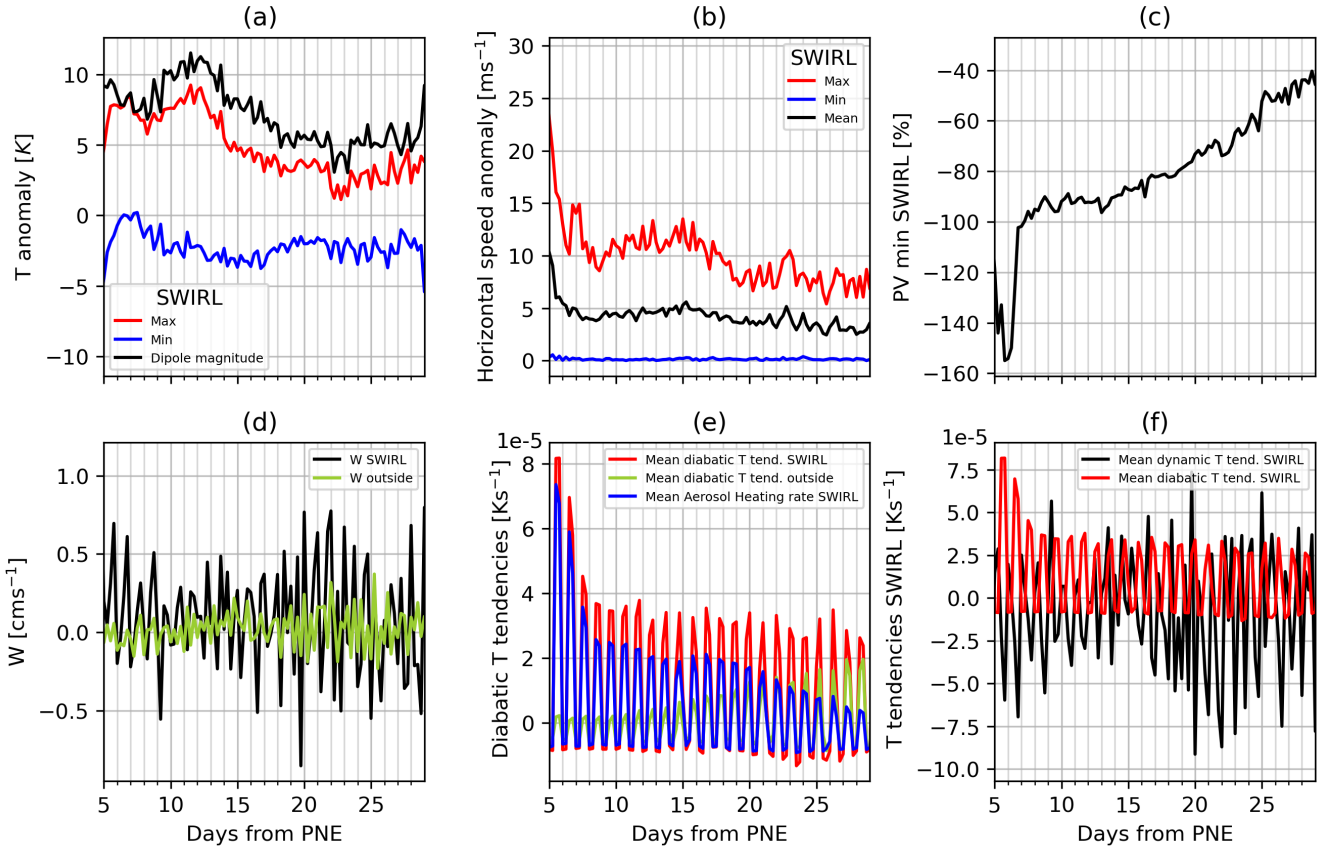 (a)
T anomaly [K]
10
5
0
−5
−10
SWIRL
Max
Min
Dipole magnitude
(b)
Horizontal speed anomaly [ms⁻¹]
30
25
20
15
10
5
0
SWIRL
Max
Min
Mean
(c)
PV min SWIRL [%]
−40
−60
−80
−100
−120
−140
−160
(d)
W [cms⁻¹]
1.0
0.5
0.0
−0.5
W SWIRL
W outside
5 10 15 20 25
Days from PNE
(e)
1e-5
Diabatic T tendencies [Ks⁻¹]
8
6
4
2
0
Mean diabatic T tend. SWIRL
Mean diabatic T tend. outside
Mean Aerosol Heating rate SWIRL
5 10 15 20 25
Days from PNE
(f)
1e-5
T tendencies SWIRL [Ks⁻¹]
7.5
5.0
2.5
0.0
−2.5
−5.0
−7.5
−10.0
Mean dynamic T tend. SWIRL
Mean diabatic T tend. SWIRL
5 10 15 20 25
Days from PNE